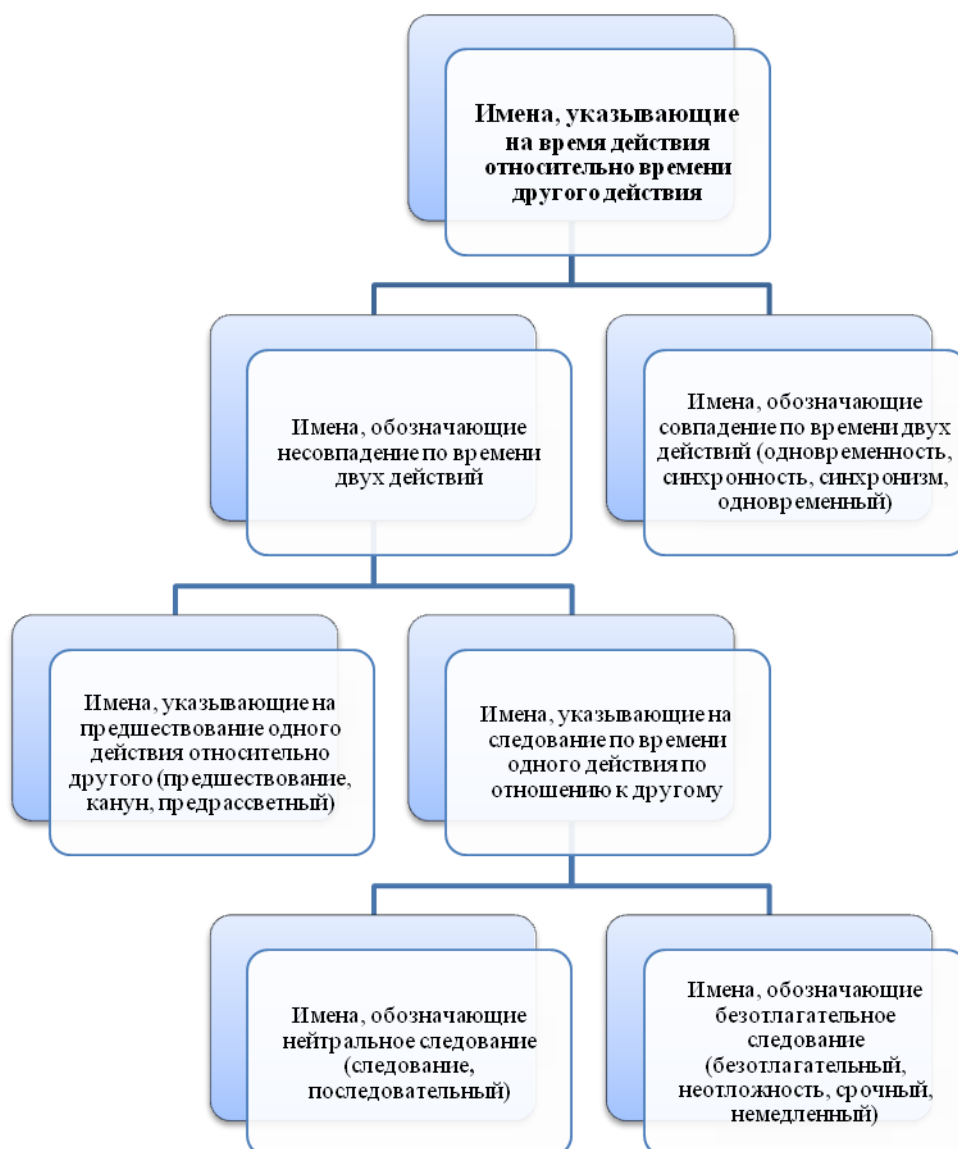 Имена, указывающие
на время действия
относительно времени
другого действия
Имена, обозначающие
несовпадение по времени
двух действий
Имена, обозначающие
совпадение по времени двух
действий (одновременность,
синхронность, синхронизм,
одновременный)
Имена, указывающие на
предшествование одного
действия относительно
другого (предшествование,
канун, предрассветный)
Имена, указывающие на
следование по времени
одного действия по
отношению к другому
Имена, обозначающие
нейтральное следование
(следование,
последовательный)
Имена, обозначающие
безотлагательное
следование
(безотлагательный,
неотложность, срочный,
немедленный)